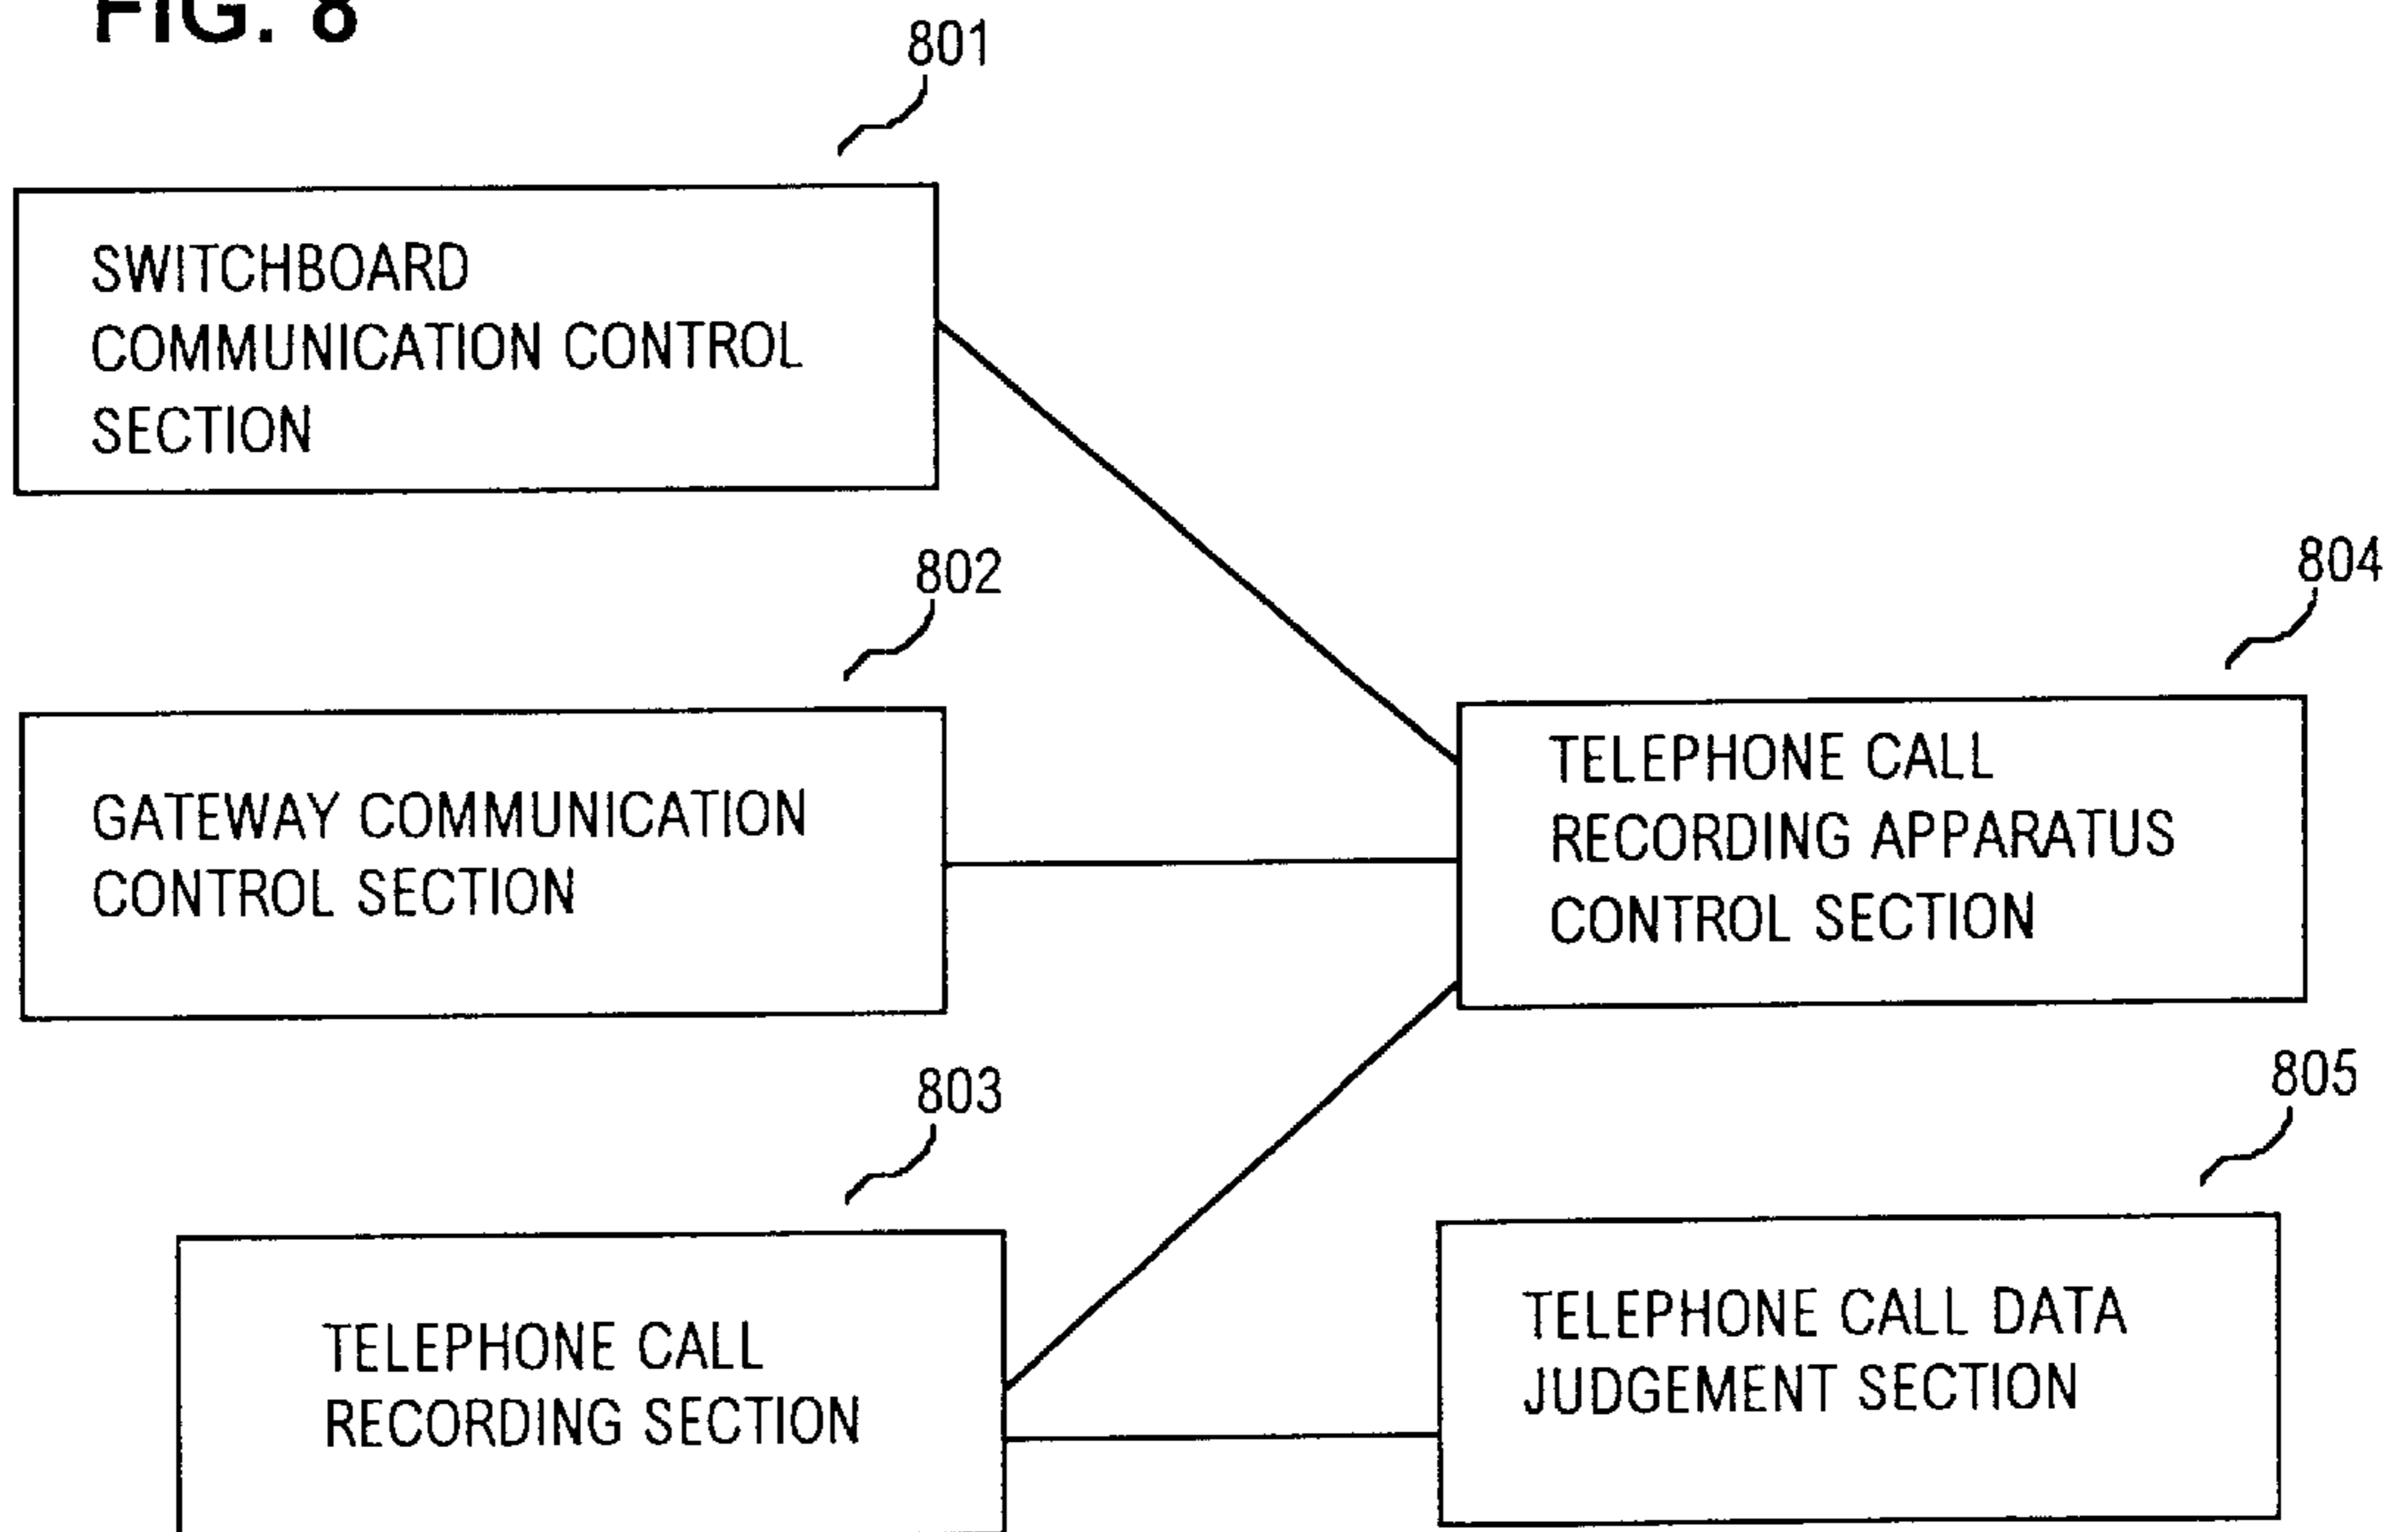 FIG. 8
801
SWITCHBOARD
COMMUNICATION CONTROL
SECTION
802
GATEWAY COMMUNICATION
CONTROL SECTION
804
TELEPHONE CALL
RECORDING APPARATUS
CONTROL SECTION
803
TELEPHONE CALL
RECORDING SECTION
805
TELEPHONE CALL DATA
JUDGEMENT SECTION